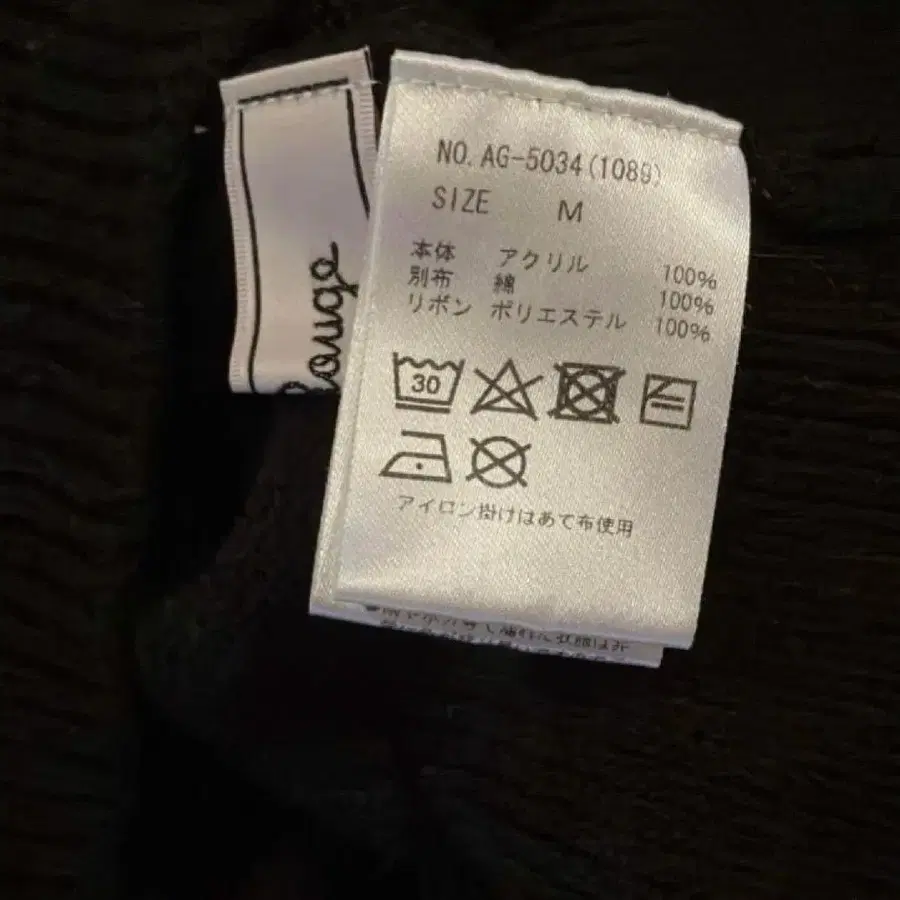 NO. AG-5034(1089)
SIZE M
本体 アクリル 100%
別布 綿 100%
リボン ポリエステル 100%
30
アイロン掛けはあて布使用